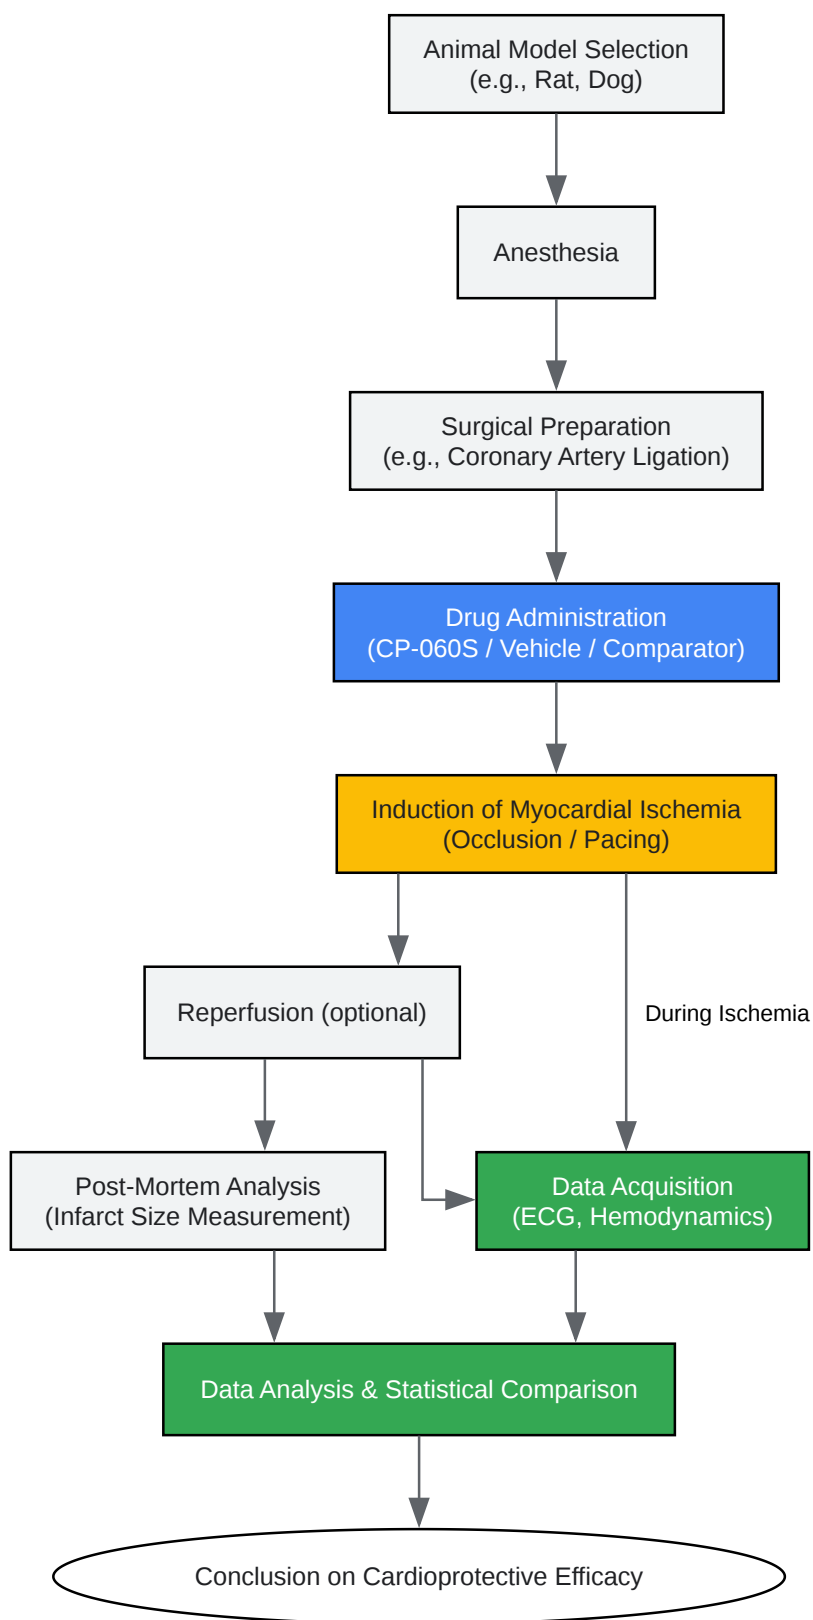 Animal Model Selection
(e.g., Rat, Dog)
Anesthesia
Surgical Preparation
(e.g., Coronary Artery Ligation)
Drug Administration
(CP-060S / Vehicle / Comparator)
Induction of Myocardial Ischemia
(Occlusion / Pacing)
Reperfusion (optional)
During Ischemia
Post-Mortem Analysis
(Infarct Size Measurement)
Data Acquisition
(ECG, Hemodynamics)
Data Analysis & Statistical Comparison
Conclusion on Cardioprotective Efficacy